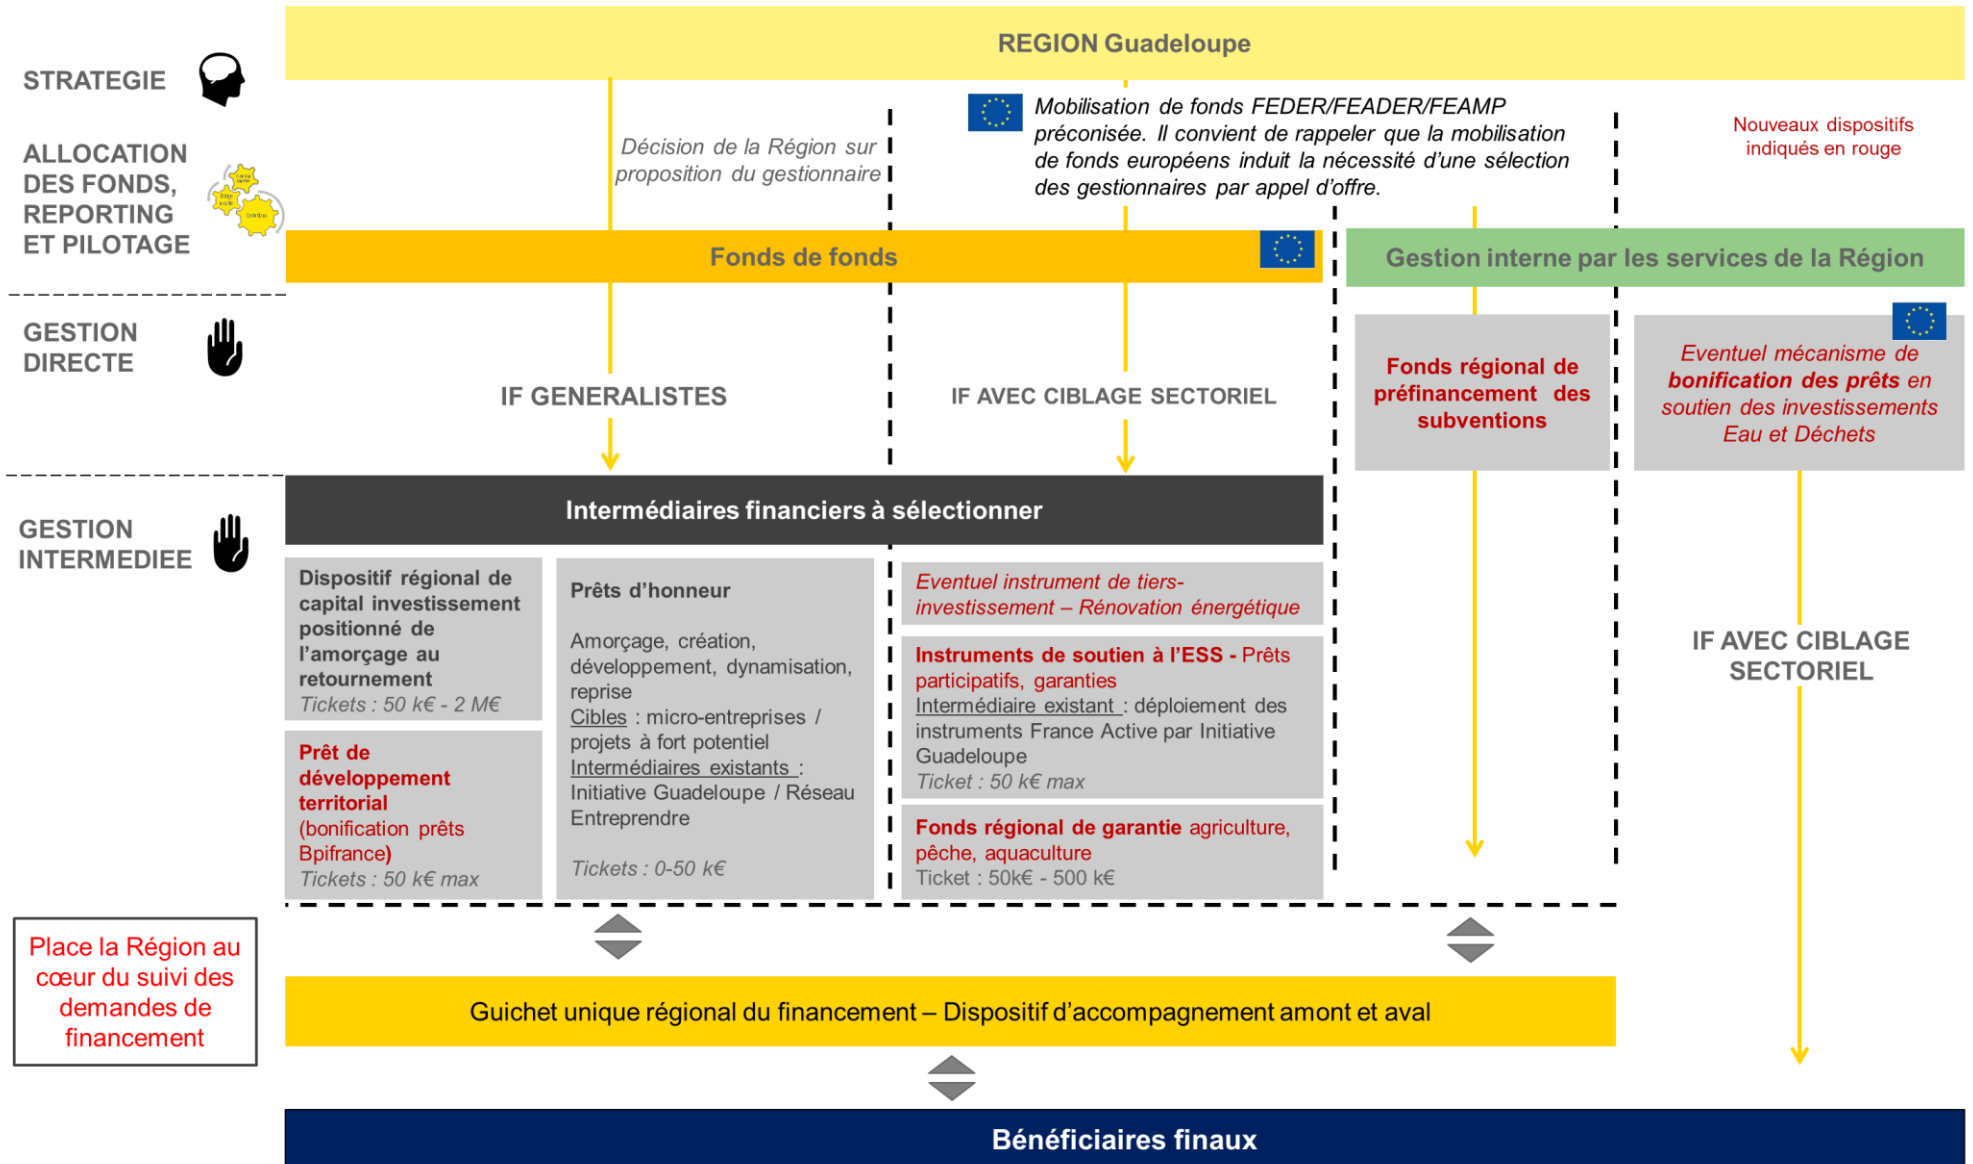 REGION Guadeloupe
STRATEGIE
ALLOCATION
DES FONDS,
REPORTING
ET PILOTAGE
Décision de la Région sur
proposition du gestionnaire
Mobilisation de fonds FEDER/FEADER/FEAMP
préconisée. Il convient de rappeler que la mobilisation
de fonds européens induit la nécessité d'une sélection
des gestionnaires par appel d'offre.
Nouveaux dispositifs
indiqués en rouge
Fonds de fonds
Gestion interne par les services de la Région
GESTION
DIRECTE
IF GENERALISTES
IF AVEC CIBLAGE SECTORIEL
Fonds régional de
préfinancement des
subventions
Eventuel mécanisme de
bonification des prêts en
soutien des investissements
Eau et Déchets
GESTION
INTERMEDIEE
Intermédiaires financiers à sélectionner
Dispositif régional de
capital investissement
positionné de
l'amorçage au
retournement
Tickets : 50 k€ - 2 M€
Prêt de
développement
territorial
(bonification prêts
Bpifrance)
Tickets : 50 k€ max
Prêts d'honneur
Amorçage, création,
développement, dynamisation,
reprise
Cibles : micro-entreprises /
projets à fort potentiel
Intermédiaires existants :
Initiative Guadeloupe / Réseau
Entreprendre
Tickets : 0-50 k€
Eventuel instrument de tiers-
investissement – Rénovation énergétique
Instruments de soutien à l'ESS - Prêts
participatifs, garanties
Intermédiaire existant : déploiement des
instruments France Active par Initiative
Guadeloupe
Ticket : 50 k€ max
Fonds régional de garantie agriculture,
pêche, aquaculture
Ticket : 50k€ - 500 k€
IF AVEC CIBLAGE
SECTORIEL
Place la Région au
cœur du suivi des
demandes de
financement
Guichet unique régional du financement – Dispositif d'accompagnement amont et aval
Bénéficiaires finaux